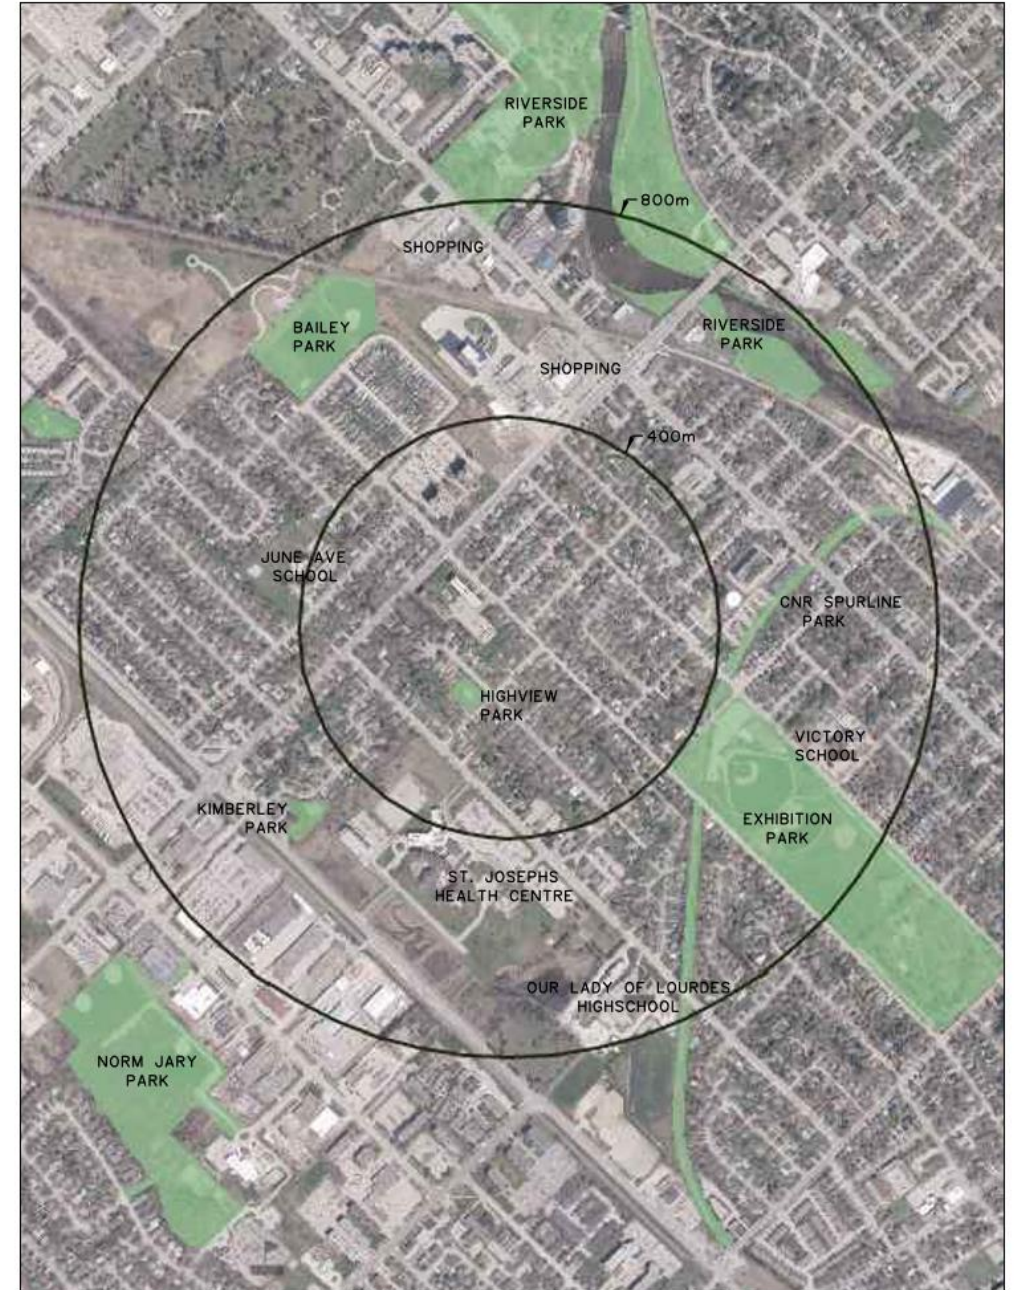 RIVERSIDE
PARK
800m
SHOPPING
BAILEY
PARK
RIVERSIDE
PARK
SHOPPING
400m
JUNE AVE
SCHOOL
CNR SPURLINE
PARK
HIGHVIEW
PARK
VICTORY
SCHOOL
KIMBERLEY
PARK
EXHIBITION
PARK
ST. JOSEPHS
HEALTH CENTRE
OUR LADY OF LOURDES
HIGHSCHOOL
NORM JARY
PARK